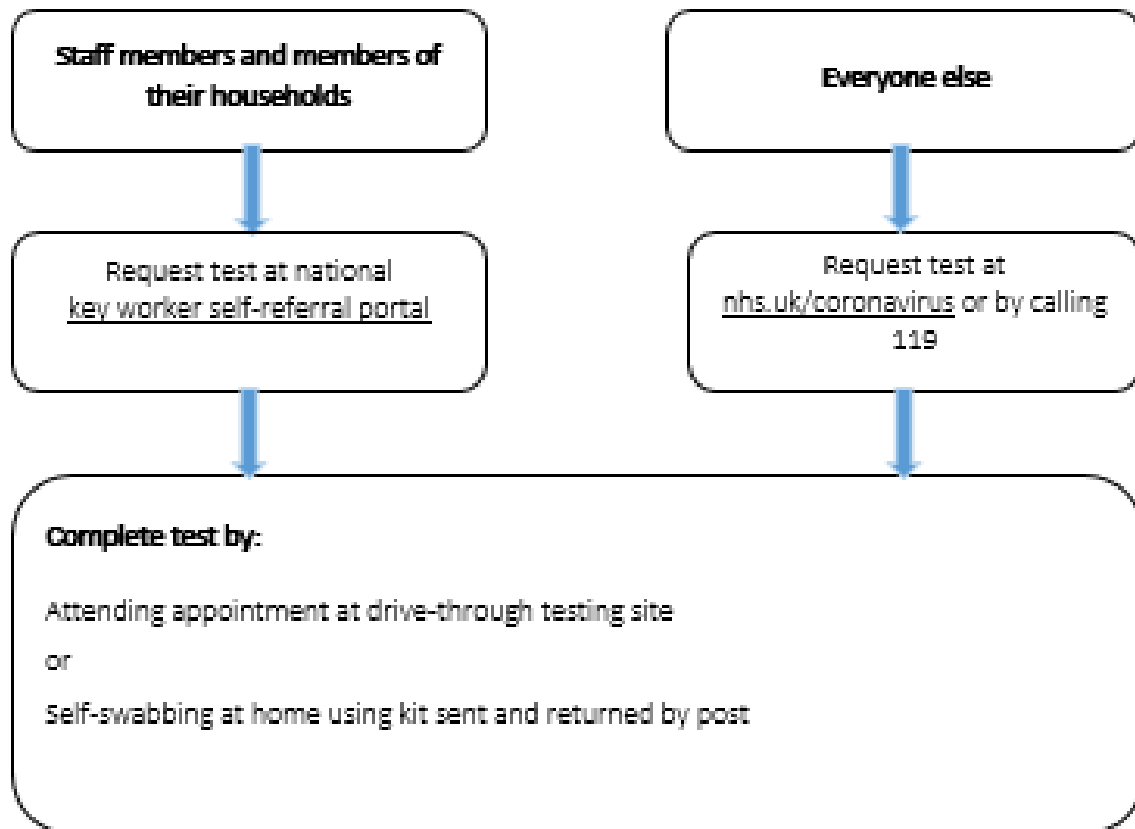 Staff members and members of
their households
Everyone else
Request test at national
key worker self-referral portal
Request test at
nhs.uk/coronavirus or by calling
119
Complete test by:
Attending appointment at drive-through testing site
or
Self-swabbing at home using kit sent and returned by post